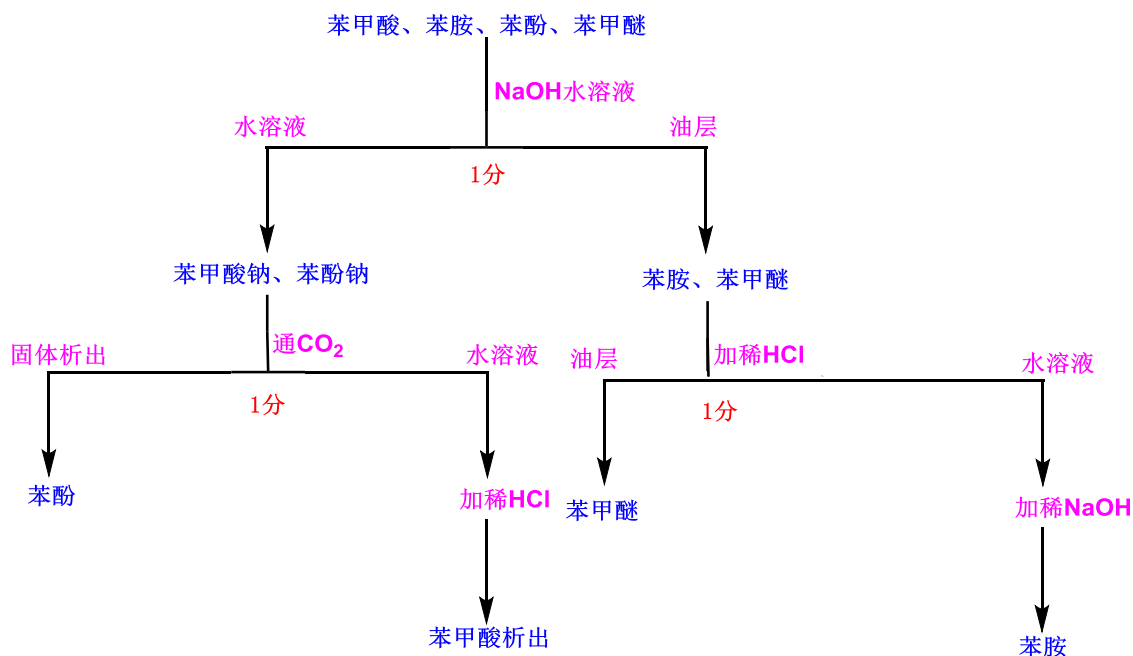 苯甲酸、苯胺、苯酚、苯甲醚
NaOH水溶液
水溶液
油层
1分
苯甲酸钠、苯酚钠
苯胺、苯甲醚
通CO₂
加稀HCl
固体析出
水溶液
油层
水溶液
1分
1分
苯酚
加稀HCl
苯甲醚
加稀NaOH
苯甲酸析出
苯胺